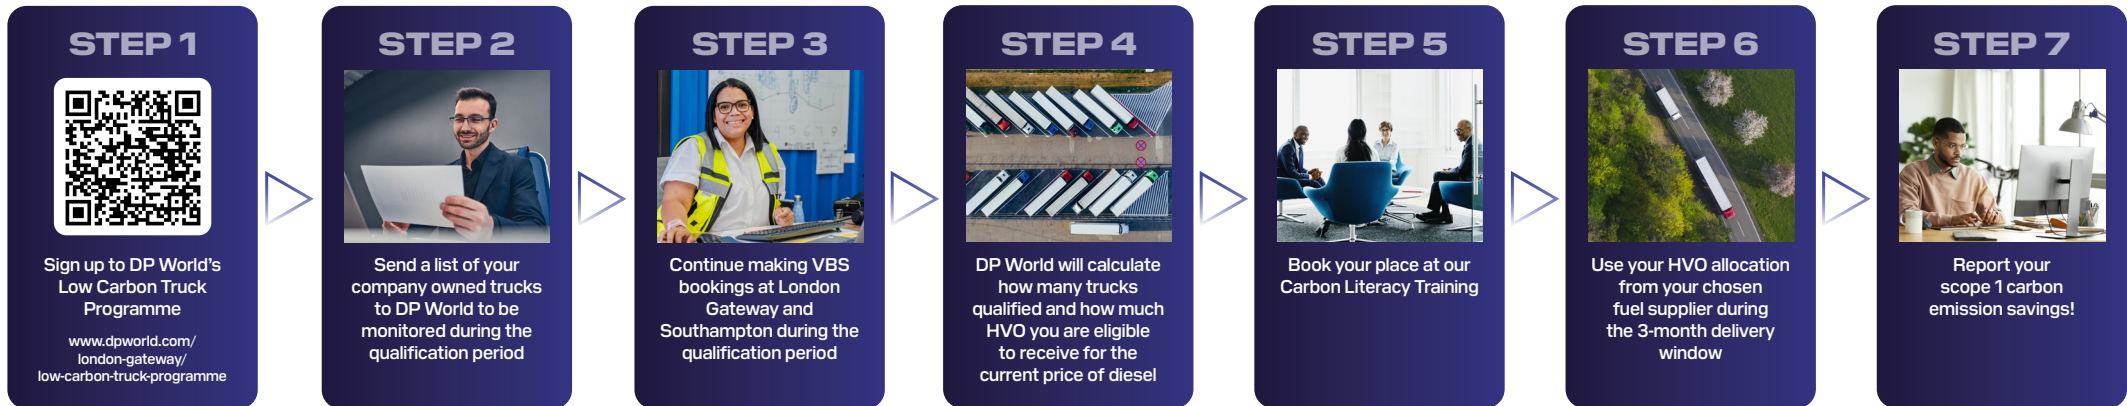 STEP 1
Sign up to DP World's
Low Carbon Truck
Programme
www.dpworld.com/
london-gateway/
low-carbon-truck-programme
STEP 2
Send a list of your
company owned trucks
to DP World to be
monitored during the
qualification period
STEP 3
Continue making VBS
bookings at London
Gateway and
Southampton during the
qualification period
STEP 4
DP World will calculate
how many trucks
qualified and how much
HVO you are eligible
to receive for the
current price of diesel
STEP 5
Book your place at our
Carbon Literacy Training
STEP 6
Use your HVO allocation
from your chosen
fuel supplier during
the 3-month delivery
window
STEP 7
Report your
scope 1 carbon
emission savings!